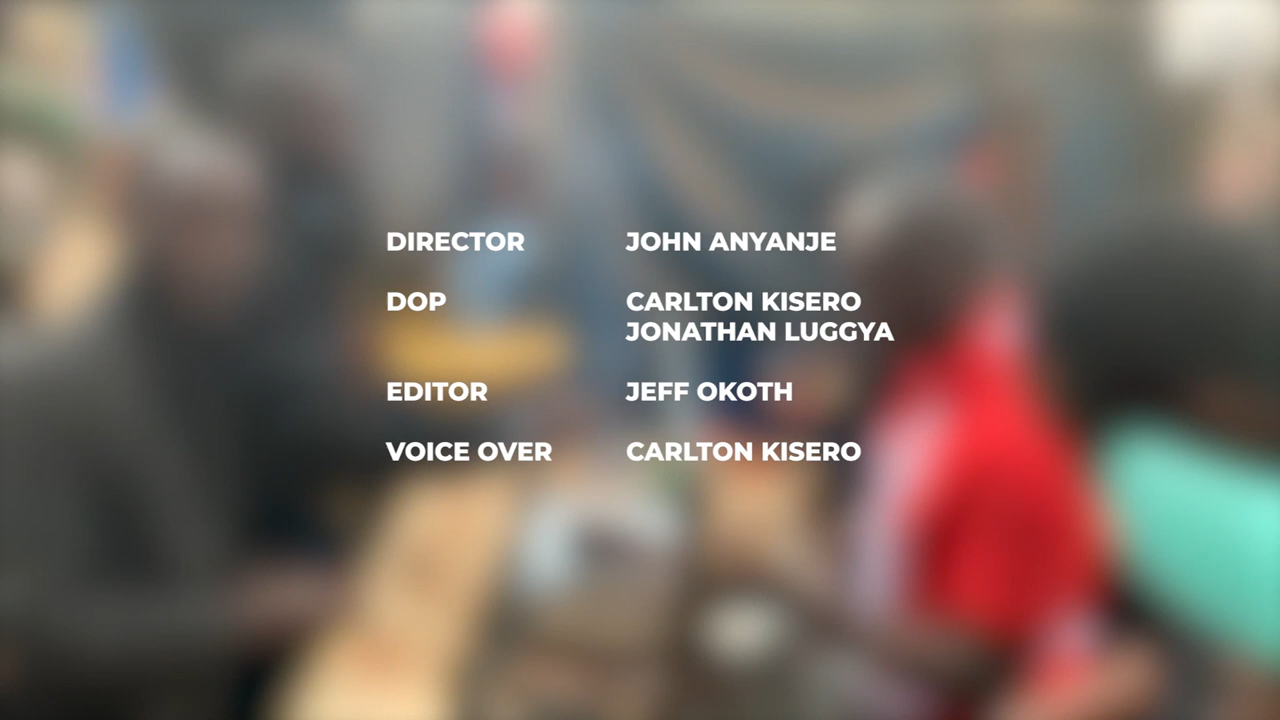 DIRECTOR JOHN ANYANJE
DOP CARLTON KISERO
JONATHAN LUGGYA
EDITOR JEFF OKOTH
VOICE OVER CARLTON KISERO